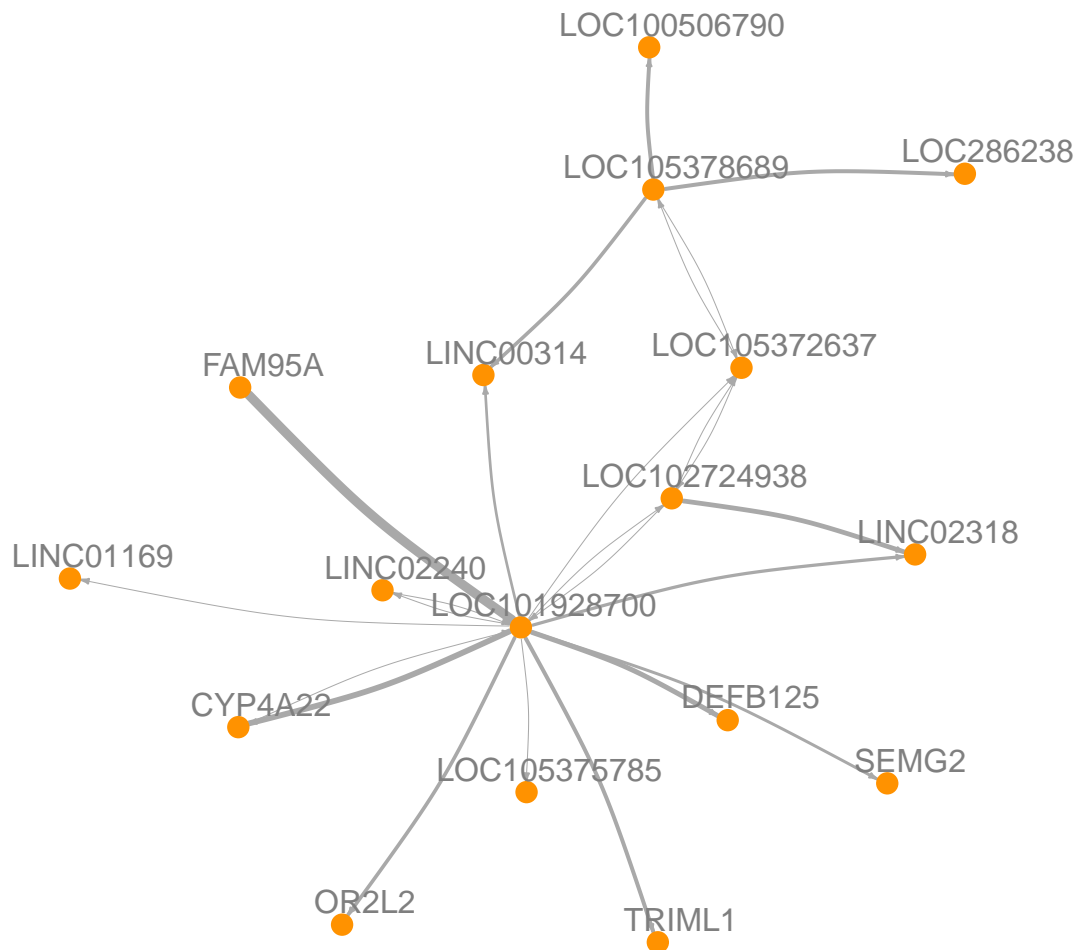 LOC100506790
LOC286238
LOC105378689
LOC105372637
LINC00314
FAM95A
LOC102724938
LINC02318
LINC01169
LINC02240
LOC101928700
CYP4A22
DEFB125
SEMG2
LOC105375785
OR2L2
TRIML1